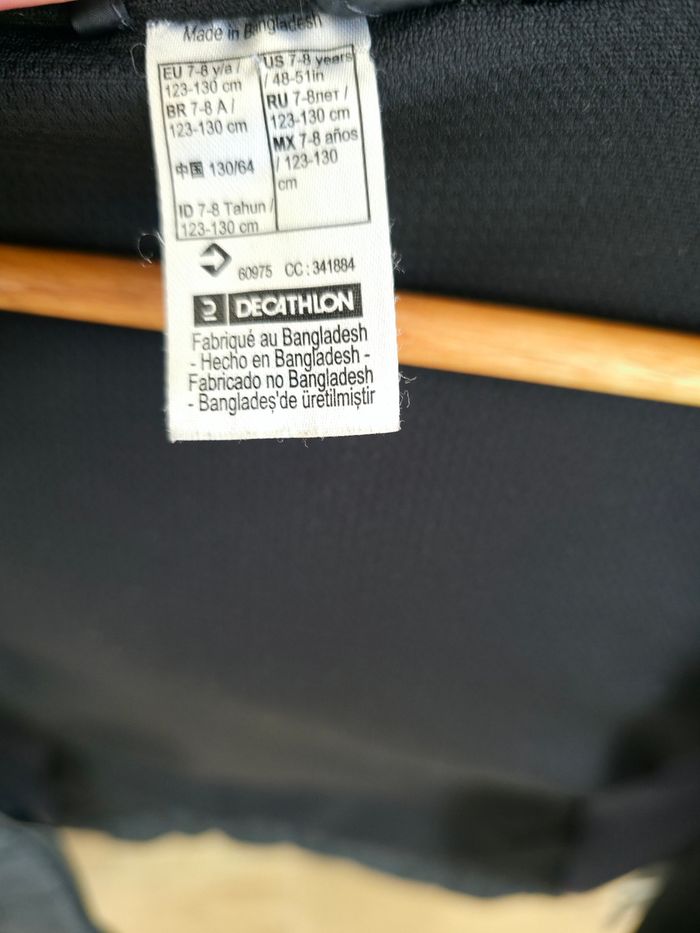 Made in Bangladesh
EU 7-8 y/a /
123-130 cm
BR 7-8 A /
123-130 cm
中国 130/64
ID 7-8 Tahun /
123-130 cm
US 7-8 years
/ 48-51in
RU 7-8лет /
123-130 cm
MX 7-8 años
/ 123-130
cm
60975 CC : 341884
DECATHLON
Fabriqué au Bangladesh
- Hecho en Bangladesh -
Fabricado no Bangladesh
- Bangladeş'de üretilmiştir